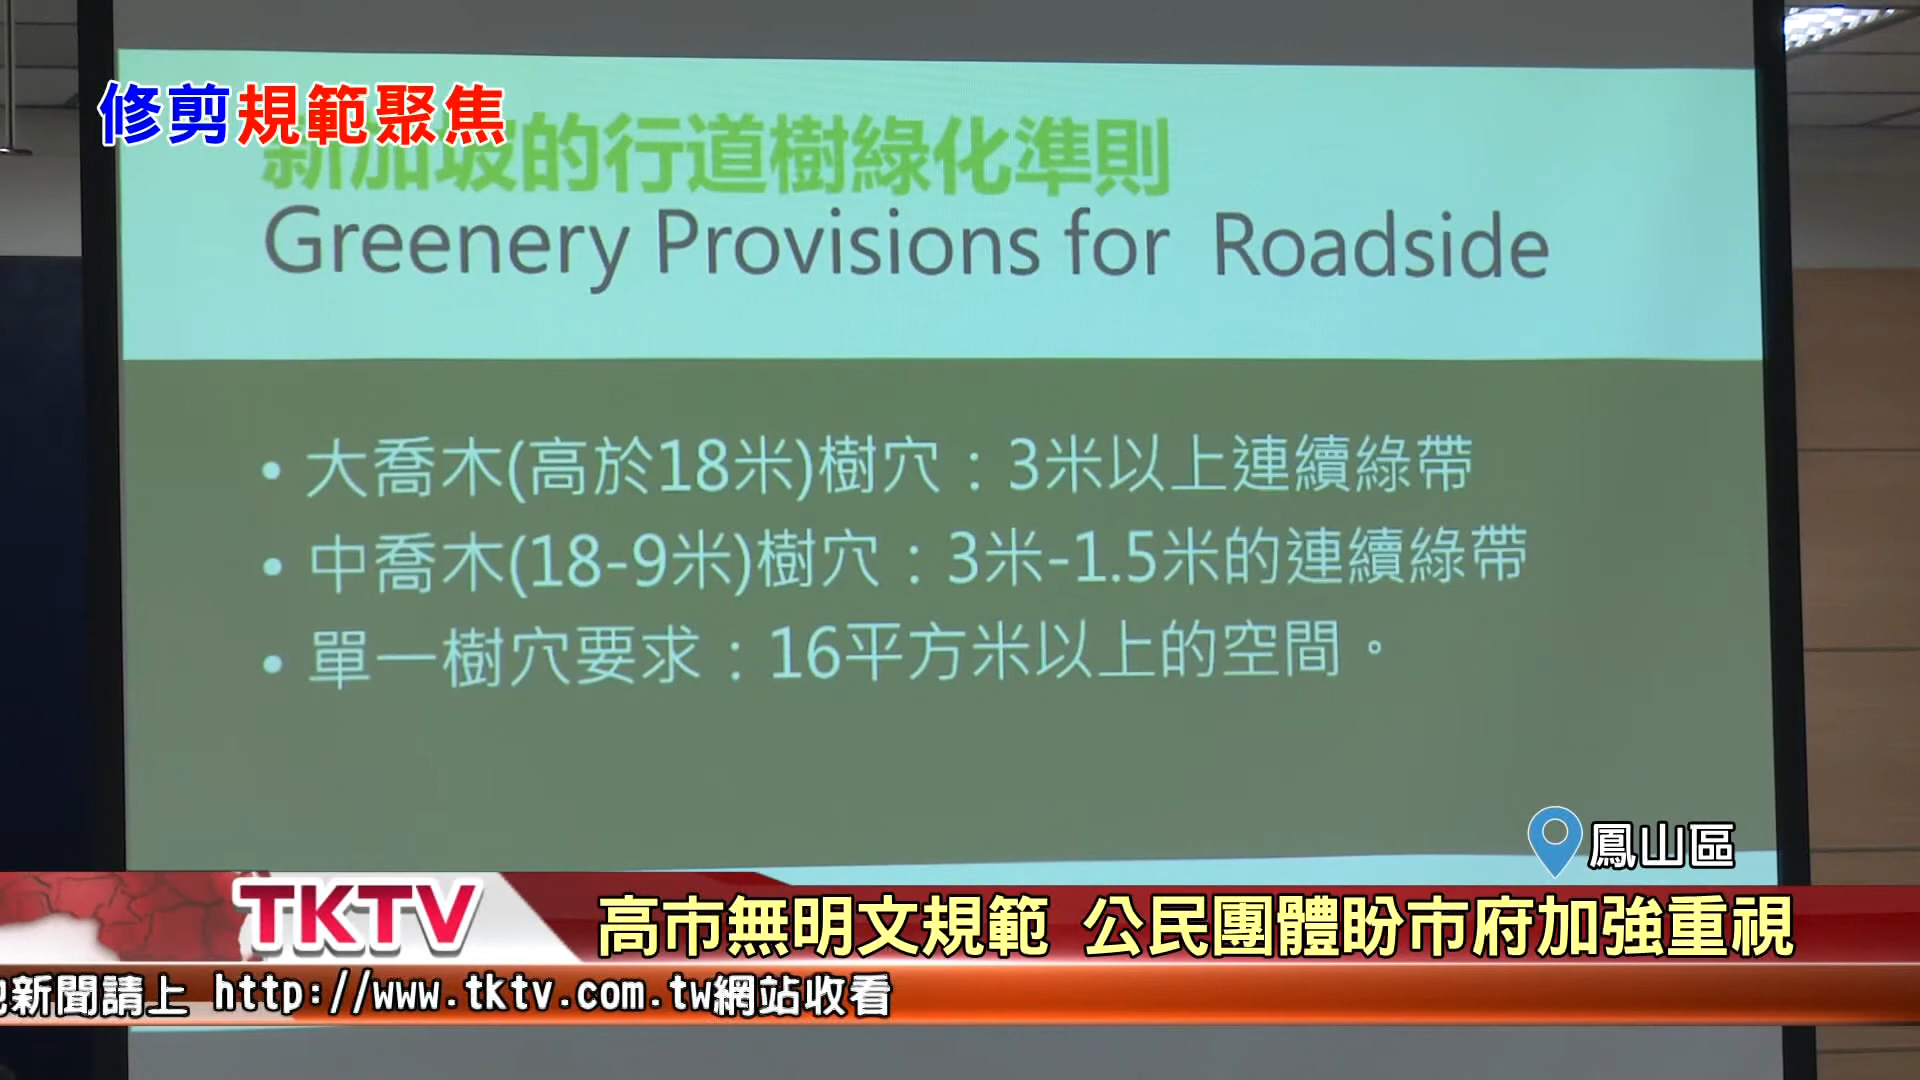 修剪規範聚焦
新加坡的行道樹綠化準則
Greenery Provisions for Roadside
• 大喬木(高於18米)樹穴：3米以上連續綠帶
• 中喬木(18-9米)樹穴：3米-1.5米的連續綠帶
• 單一樹穴要求：16平方米以上的空間。
鳳山區
TKTV
高市無明文規範 公民團體盼市府加強重視
新聞請上 http://www.tktv.com.tw網站收看